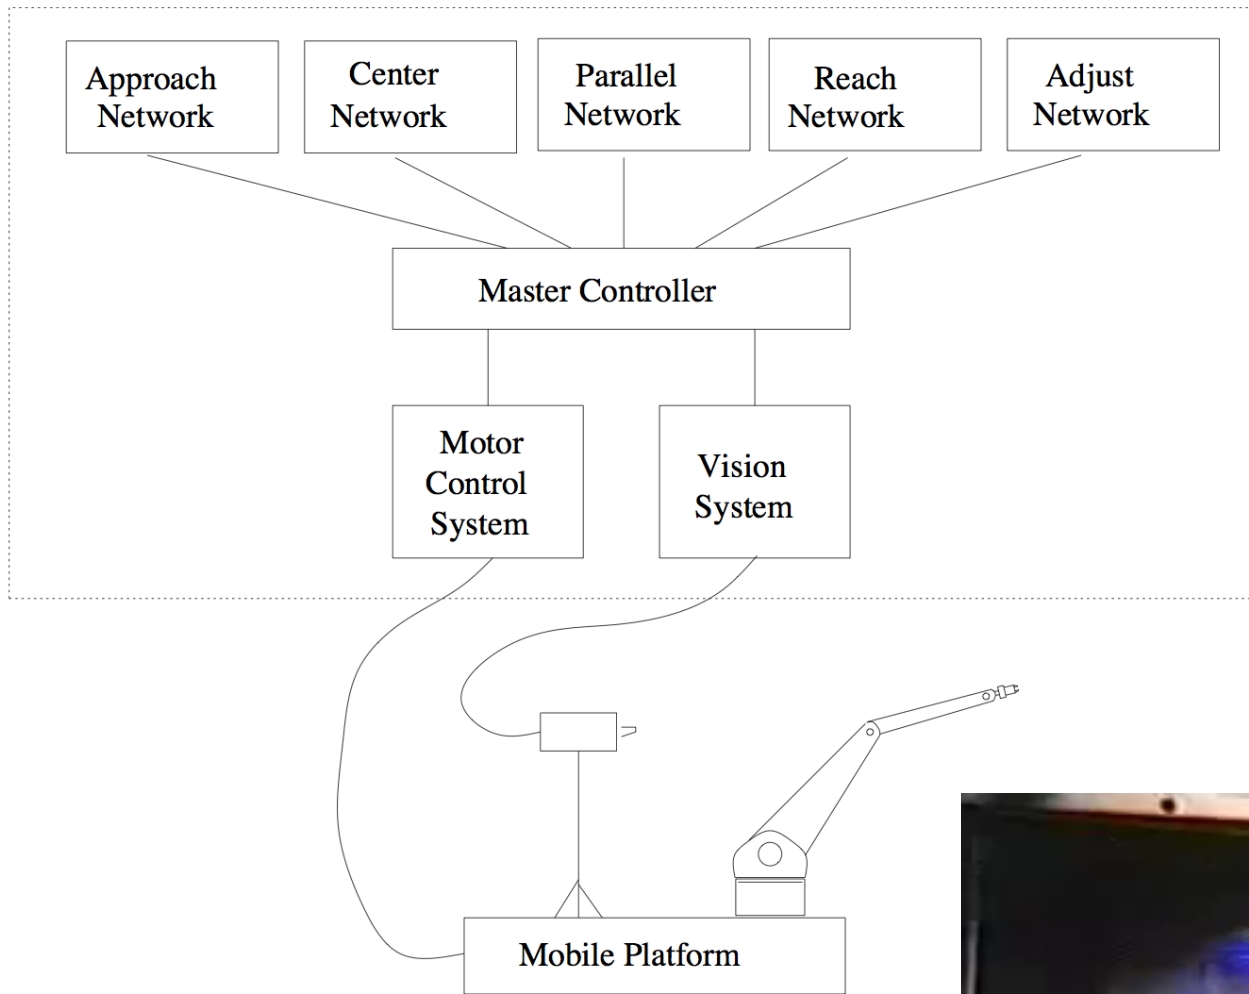 Approach
Network
Center
Network
Parallel
Network
Reach
Network
Adjust
Network
Master Controller
Motor
Control
System
Vision
System
Mobile Platform